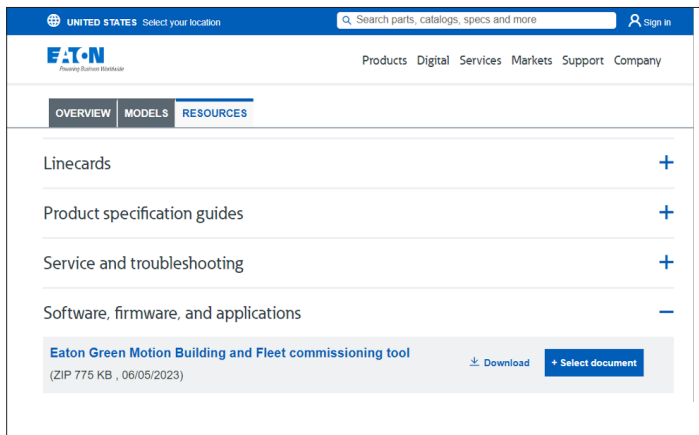 UNITED STATES Select your location
Search parts, catalogs, specs and more
Sign in
EATON
Powering Business Worldwide
Products Digital Services Markets Support Company
OVERVIEW MODELS RESOURCES
Linecards
Product specification guides
Service and troubleshooting
Software, firmware, and applications
Eaton Green Motion Building and Fleet commissioning tool
Download
+ Select document
(ZIP 775 KB , 06/05/2023)